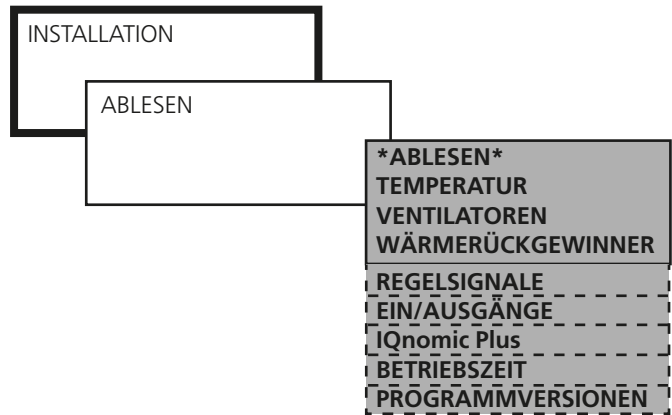 INSTALLATION
ABLESEN
*ABLESEN*
TEMPERATUR
VENTILATOREN
WÄRMERÜCKGEWINNER
REGELSIGNALE
EIN/AUSGÄNGE
IQnomic Plus
BETRIEBSZEIT
PROGRAMMVERSIONEN